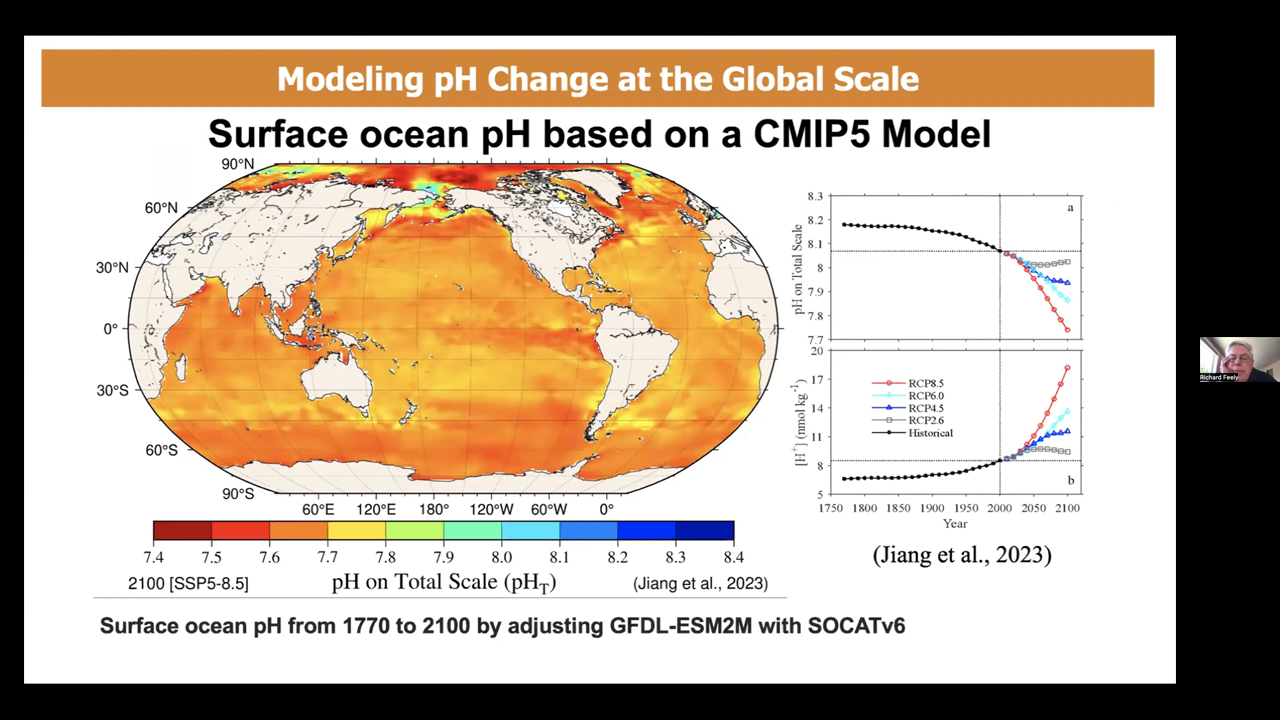 Modeling pH Change at the Global Scale
Surface ocean pH based on a CMIP5 Model
90°N
60°N
30°N
0°
30°S
60°S
90°S
60°E 120°E 180° 120°W 60°W 0°
7.4 7.5 7.6 7.7 7.8 7.9 8.0 8.1 8.2 8.3 8.4
2100 [SSP5-8.5] pH on Total Scale (pHT) (Jiang et al., 2023)
8.3
8.2
8.1
8
7.9
7.8
7.7
pH on Total Scale
a
20
17
14
11
8
5
[H+] (nmol kg-1)
RCP8.5
RCP6.0
RCP4.5
RCP2.6
Historical
b
1750 1800 1850 1900 1950 2000 2050 2100
Year
(Jiang et al., 2023)
Surface ocean pH from 1770 to 2100 by adjusting GFDL-ESM2M with SOCATv6
Richard Feely